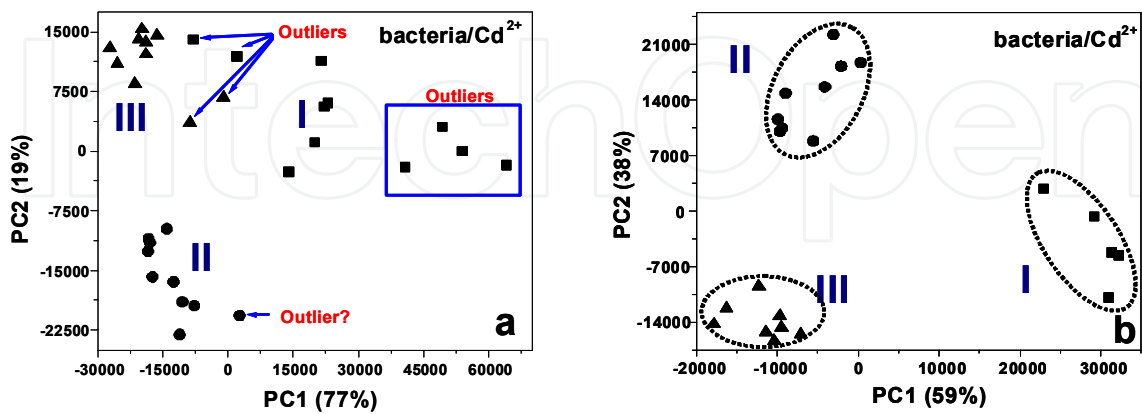 15000
7500
0
-7500
-15000
-22500
PC2 (19%)
Outliers
bacteria/Cd2+
III
I
Outliers
II
Outlier?
a
-30000 -15000 0 15000 30000 45000 60000
PC1 (77%)
21000
14000
7000
0
-7000
-14000
PC2 (38%)
bacteria/Cd2+
II
I
III
b
-20000 -10000 0 10000 20000 30000
PC1 (59%)
IntechOpen